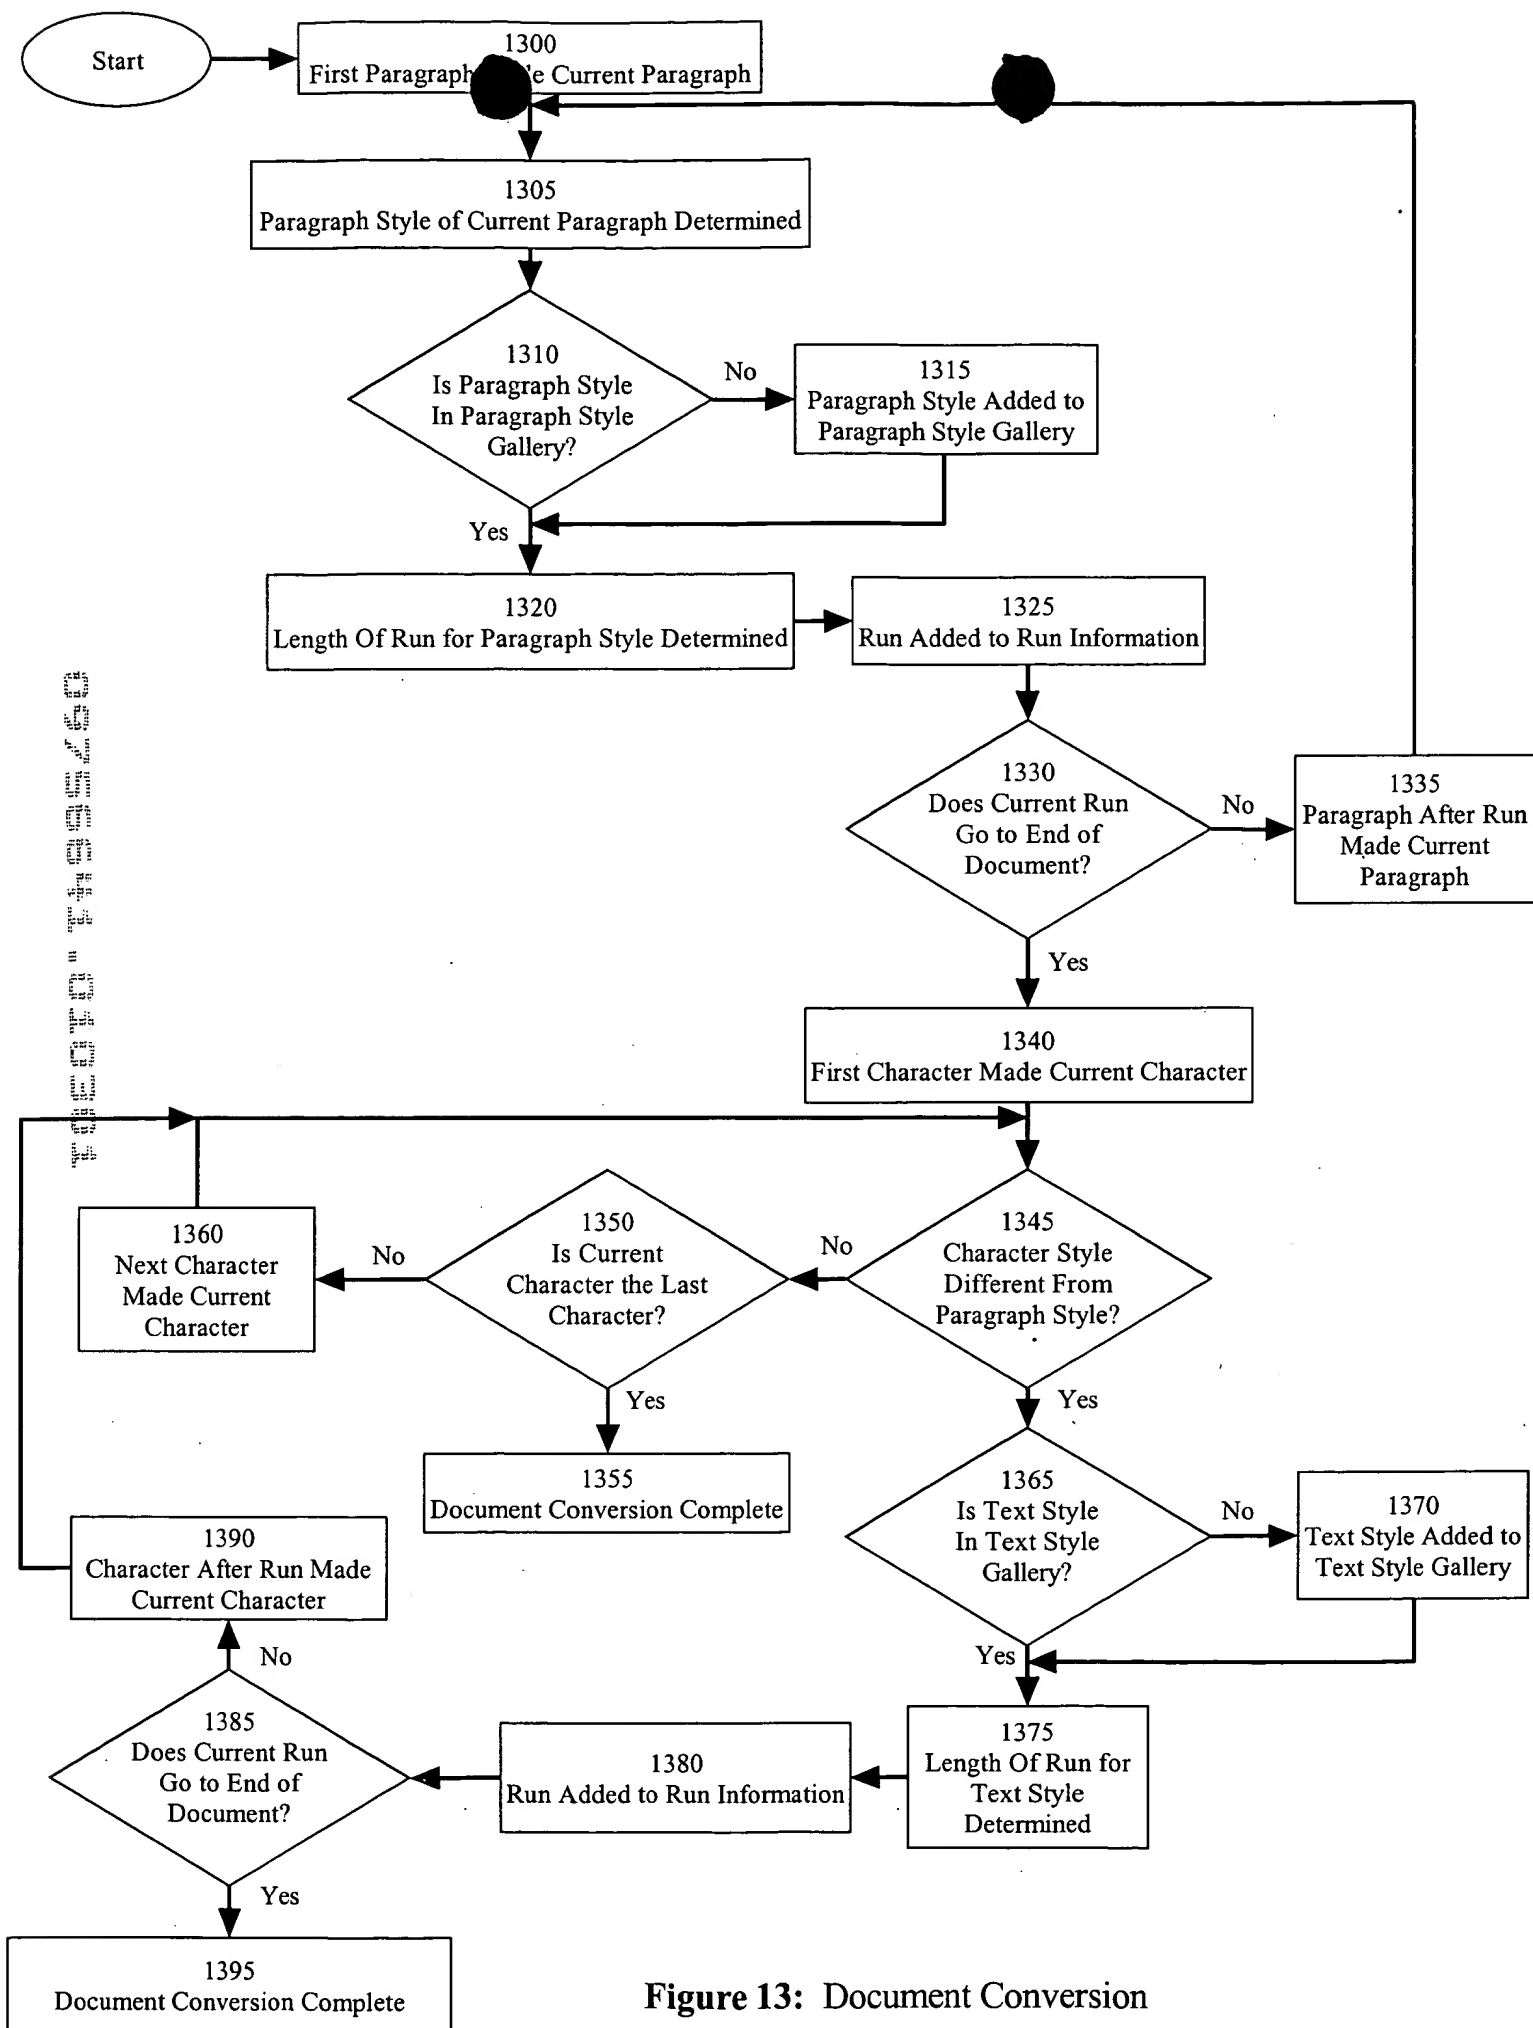 Start
1300
First Paragraph Current Paragraph
1305
Paragraph Style of Current Paragraph Determined
1310
Is Paragraph Style
In Paragraph Style
Gallery?
No
1315
Paragraph Style Added to
Paragraph Style Gallery
Yes
1320
Length Of Run for Paragraph Style Determined
1325
Run Added to Run Information
1330
Does Current Run
Go to End of
Document?
No
1335
Paragraph After Run
Made Current
Paragraph
Yes
1340
First Character Made Current Character
1345
Character Style
Different From
Paragraph Style?
No
1350
Is Current
Character the Last
Character?
No
1360
Next Character
Made Current
Character
Yes
1355
Document Conversion Complete
Yes
1365
Is Text Style
In Text Style
Gallery?
No
1370
Text Style Added to
Text Style Gallery
Yes
1375
Length Of Run for
Text Style
Determined
1380
Run Added to Run Information
1385
Does Current Run
Go to End of
Document?
No
1390
Character After Run Made
Current Character
Yes
1395
Document Conversion Complete
Figure 13: Document Conversion
09756641.010301